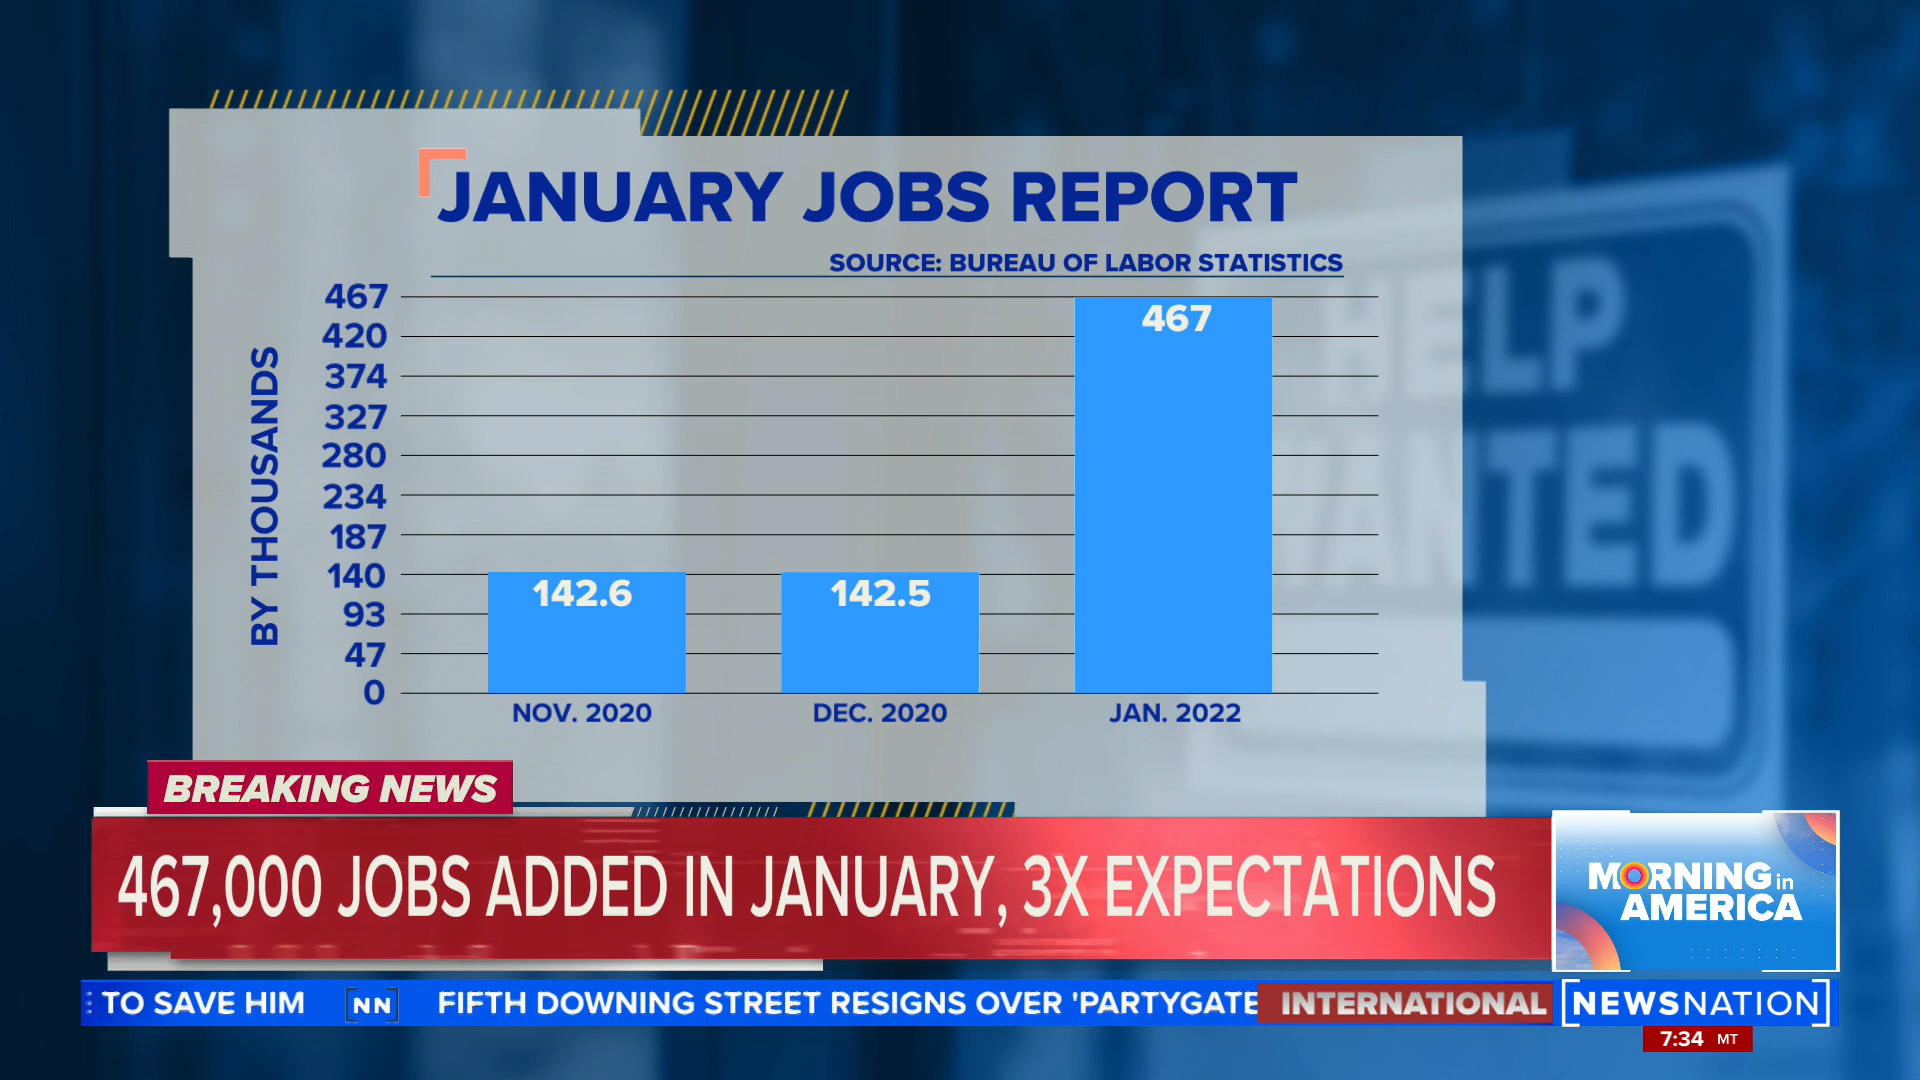 JANUARY JOBS REPORT
SOURCE: BUREAU OF LABOR STATISTICS
BY THOUSANDS
467
420
374
327
280
234
187
140
93
47
0
142.6
142.5
467
NOV. 2020
DEC. 2020
JAN. 2022
HELP
WANTED
BREAKING NEWS
467,000 JOBS ADDED IN JANUARY, 3X EXPECTATIONS
MORNING in
AMERICA
TO SAVE HIM [NN] FIFTH DOWNING STREET RESIGNS OVER 'PARTYGATE INTERNATIONAL [NEWSNATION]
7:34 MT